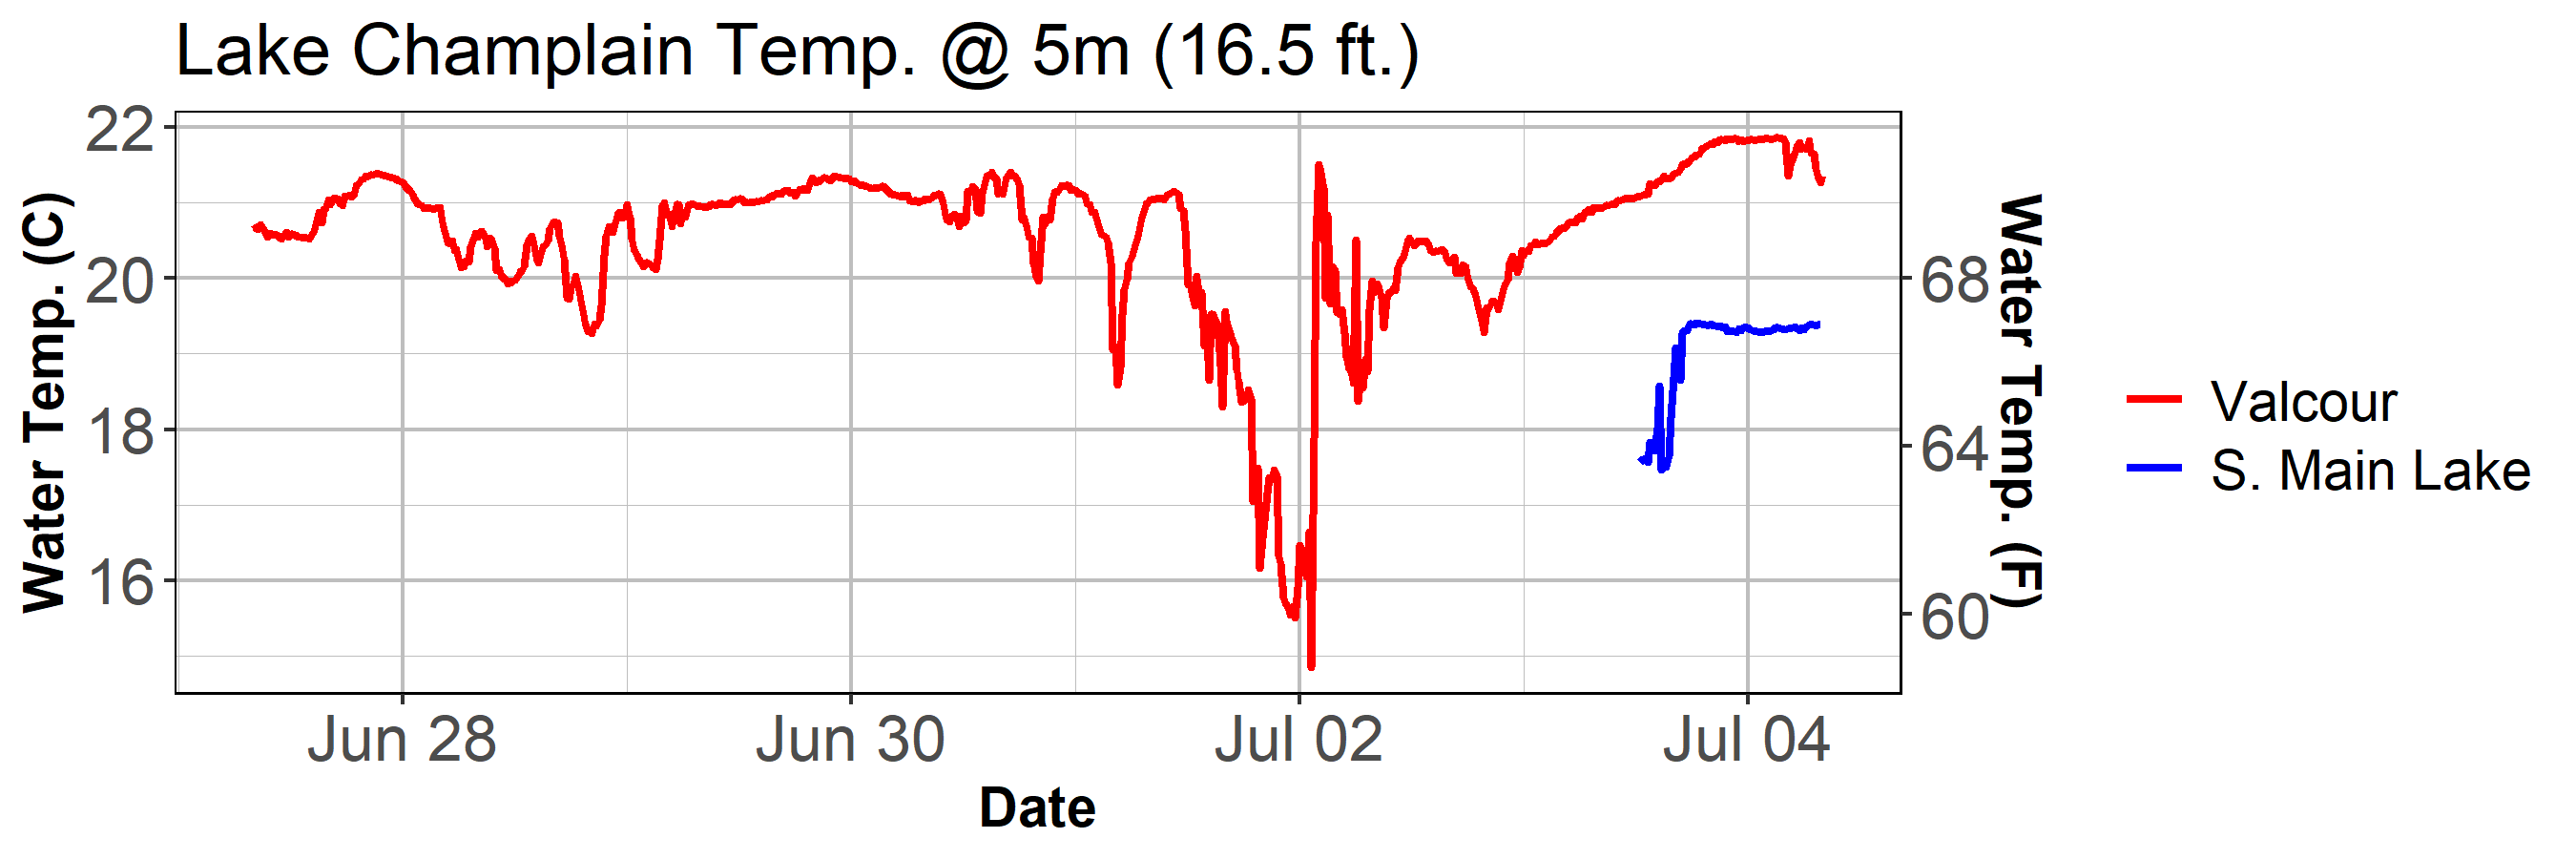 Lake Champlain Temp. @ 5m (16.5 ft.)
Water Temp. (C)
22
20
18
16
Jun 28
Jun 30
Jul 02
Jul 04
Date
68
64
60
Water Temp. (F)
Valcour
S. Main Lake